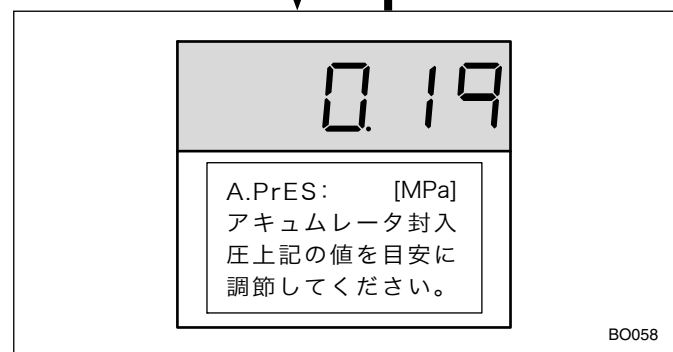 0.19
A.PrES: [MPa]
アキュムレータ封入
圧上記の値を目安に
調節してください。
BO058